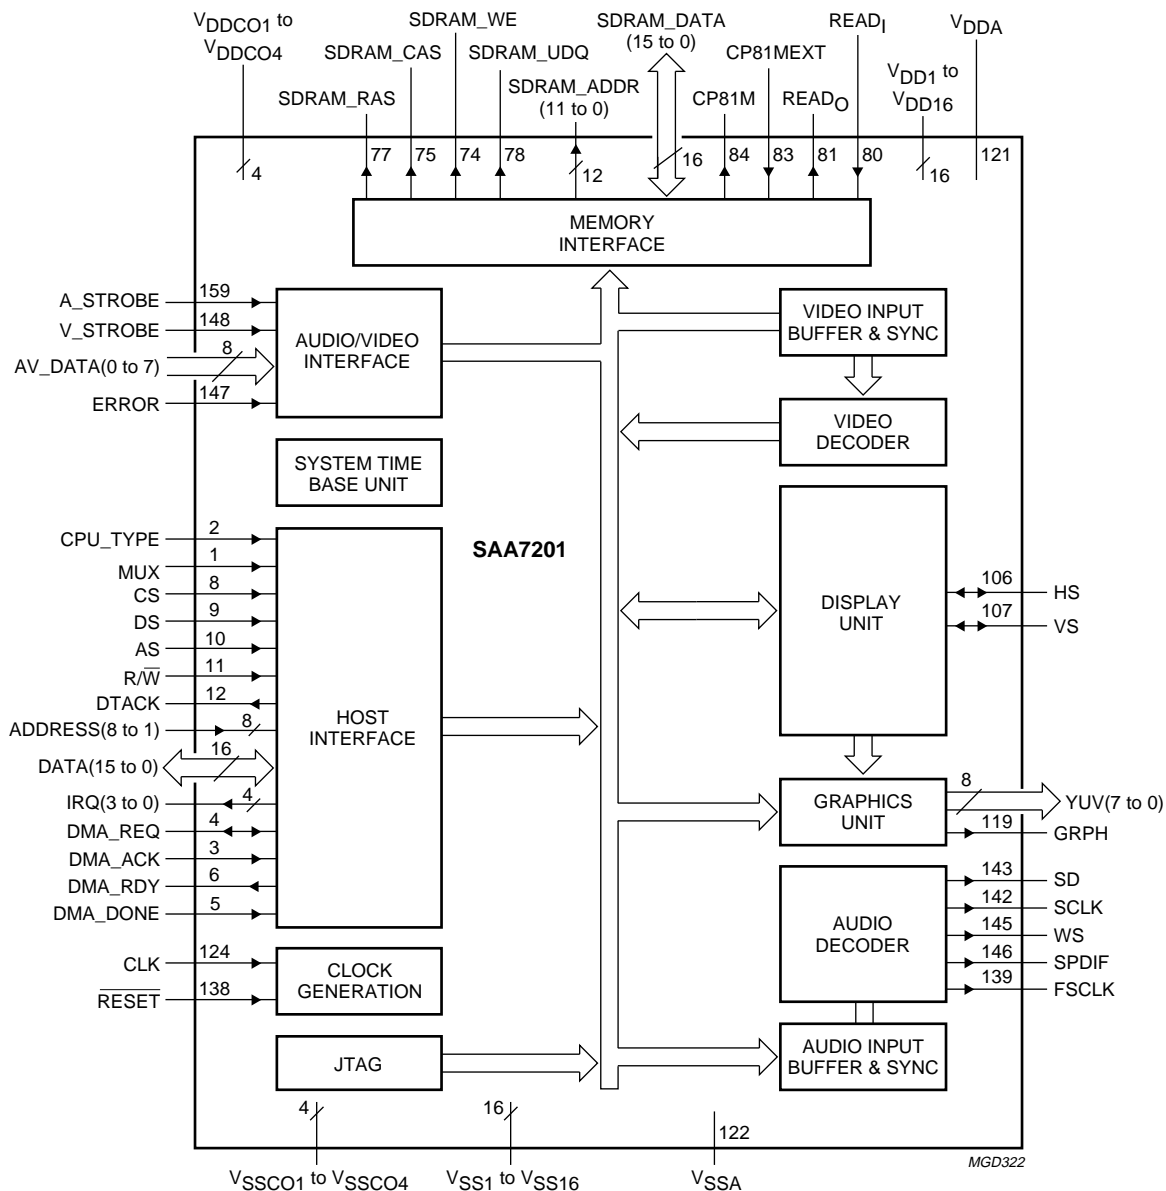 VDDCO1 to
VDDCO4
SDRAM_RAS
SDRAM_CAS
SDRAM_WE
SDRAM_UDQ
SDRAM_ADDR
(11 to 0)
SDRAM_DATA
(15 to 0)
CP81M
CP81MEXT
READO
READI
VDD1 to
VDD16
VDDA
4
77
75
74
78
12
16
84
83
81
80
16
121
MEMORY
INTERFACE
A_STROBE
159
V_STROBE
148
AV_DATA(0 to 7)
8
ERROR
147
AUDIO/VIDEO
INTERFACE
VIDEO INPUT
BUFFER & SYNC
VIDEO
DECODER
SYSTEM TIME
BASE UNIT
SAA7201
CPU_TYPE
2
MUX
1
CS
8
DS
9
AS
10
R/W̅
11
DTACK
12
ADDRESS(8 to 1)
8
DATA(15 to 0)
16
IRQ(3 to 0)
4
DMA_REQ
4
DMA_ACK
3
DMA_RDY
6
DMA_DONE
5
HOST
INTERFACE
DISPLAY
UNIT
106
HS
107
VS
GRAPHICS
UNIT
8
YUV(7 to 0)
119
GRPH
AUDIO
DECODER
143
SD
142
SCLK
145
WS
146
SPDIF
139
FSCLK
CLK
124
R̅E̅S̅E̅T̅
138
CLOCK
GENERATION
JTAG
AUDIO INPUT
BUFFER & SYNC
4
16
122
VSSCO1 to VSSCO4
VSS1 to VSS16
VSSA
MGD322